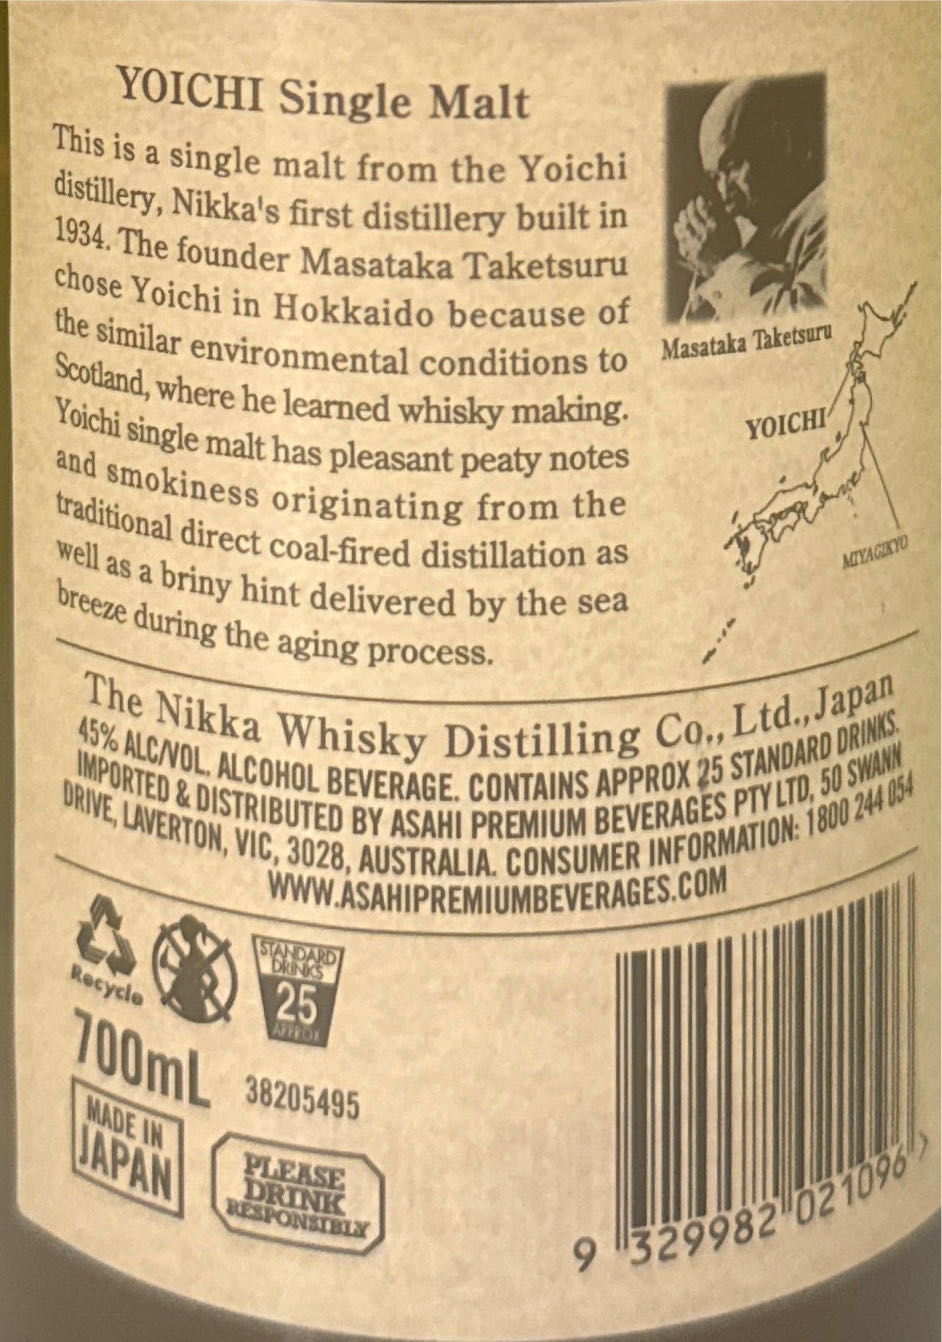 YOICHI Single Malt
This is a single malt from the Yoichi
distillery, Nikka's first distillery built in
1934. The founder Masataka Taketsuru
chose Yoichi in Hokkaido because of
the similar environmental conditions to
Scotland, where he learned whisky making.
Yoichi single malt has pleasant peaty notes
and smokiness originating from the
traditional direct coal-fired distillation as
well as a briny hint delivered by the sea
breeze during the aging process.
Masataka Taketsuru
YOICHI
MIYAGIKYO
The Nikka Whisky Distilling Co., Ltd., Japan
45% ALC/VOL. ALCOHOL BEVERAGE. CONTAINS APPROX 25 STANDARD DRINKS.
IMPORTED & DISTRIBUTED BY ASAHI PREMIUM BEVERAGES PTY LTD, 50 SWANN
DRIVE, LAVERTON, VIC, 3028, AUSTRALIA. CONSUMER INFORMATION: 1800 244 054
WWW.ASAHIPREMIUMBEVERAGES.COM
Recycle
STANDARD
DRINKS
25
APPROX
700mL
38205495
MADE IN
JAPAN
PLEASE
DRINK
RESPONSIBLY
9 329982 021096 >